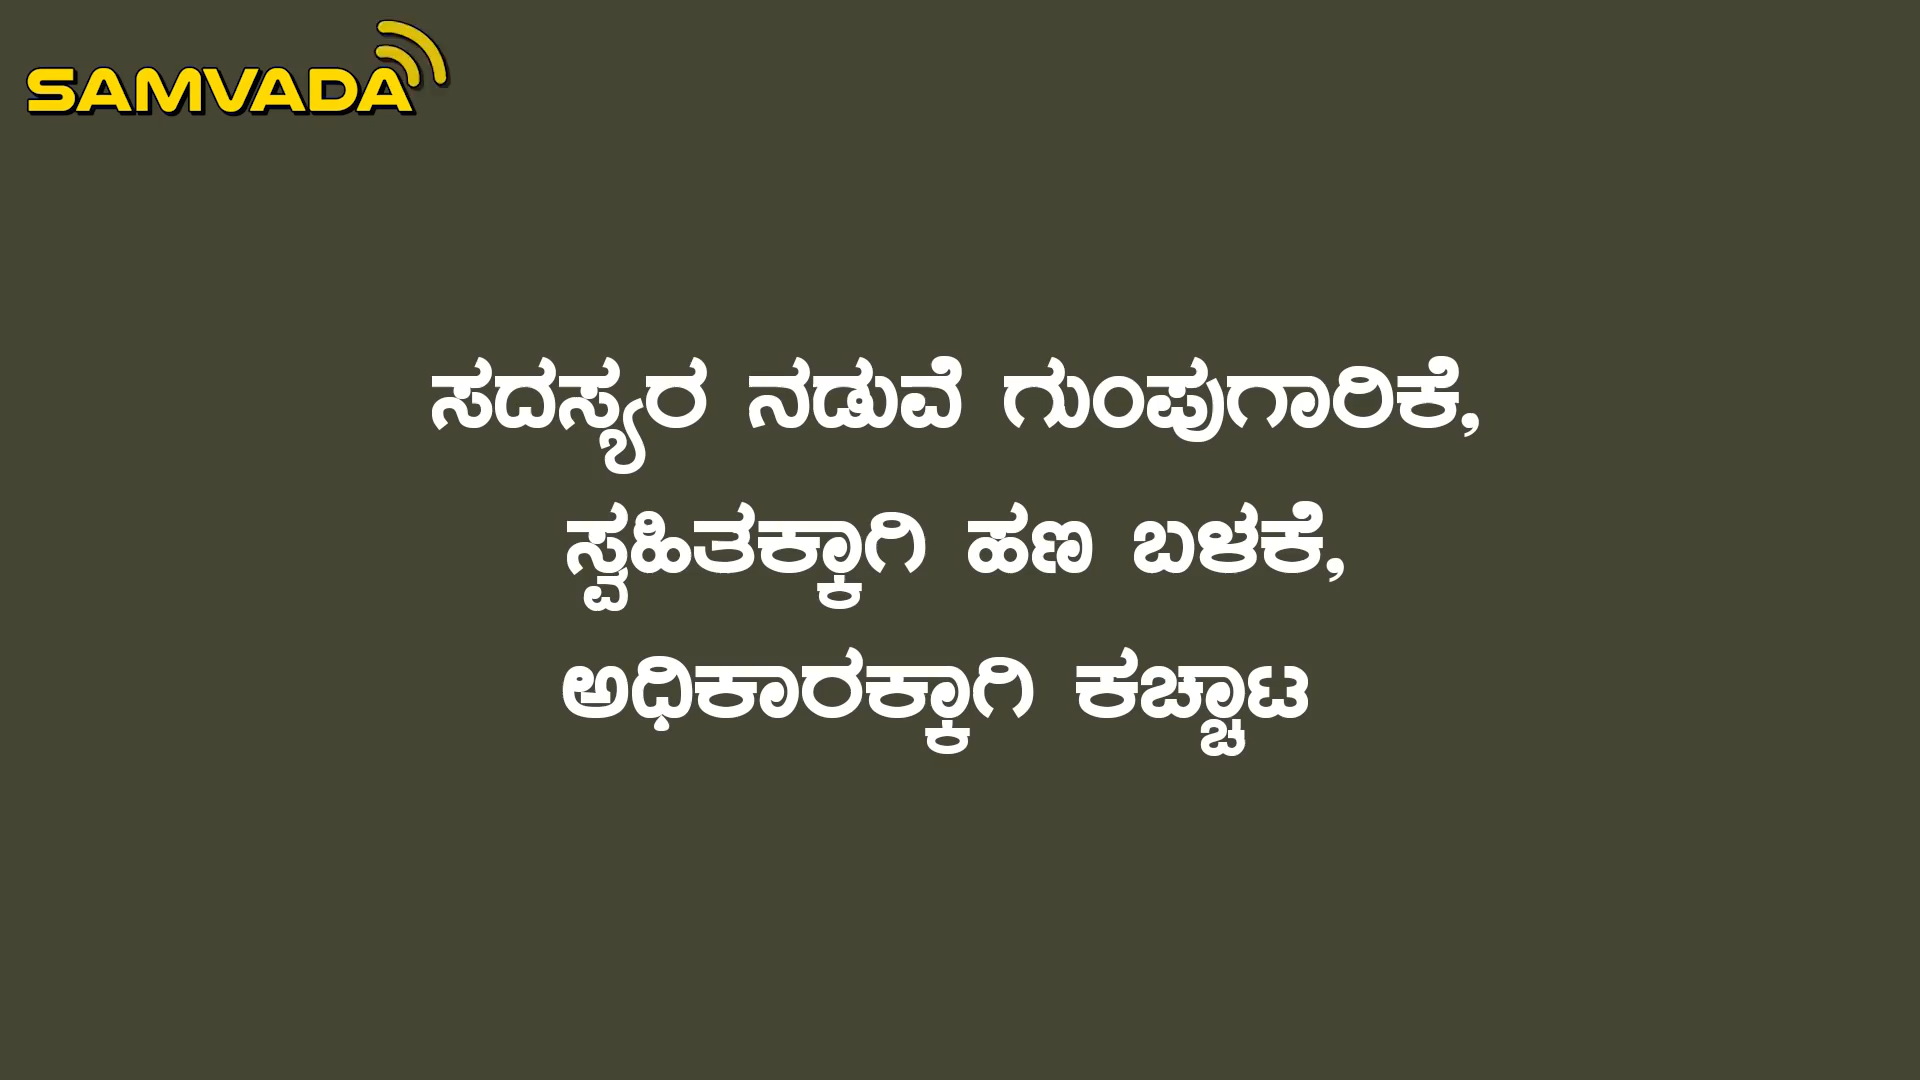 SAMVADA
ಸದಸ್ಯರ ನಡುವೆ ಗುಂಪುಗಾರಿಕೆ,
ಸ್ವಹಿತಕ್ಕಾಗಿ ಹಣ ಬಳಕೆ,
ಅಧಿಕಾರಕ್ಕಾಗಿ ಕಚ್ಚಾಟ